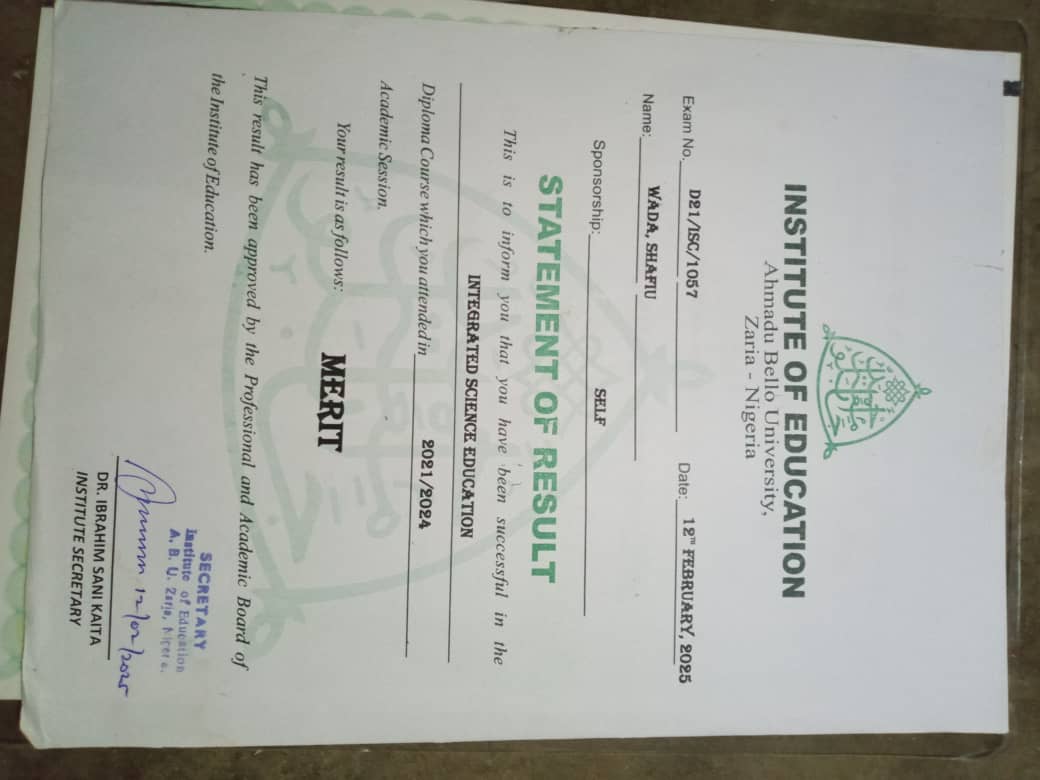 INSTITUTE OF EDUCATION
Ahmadu Bello University,
Zaria - Nigeria
Exam No. D21/ISC/1057 Date: 12TH FEBRUARY, 2025
Name: WADA, SHAFIU
Sponsorship: SELF
STATEMENT OF RESULT
This is to inform you that you have been successful in the
INTEGRATED SCIENCE EDUCATION
Diploma Course which you attended in 2021/2024
Academic Session.
Your result is as follows: MERIT
This result has been approved by the Professional and Academic Board of
the Institute of Education.
SECRETARY
Institute of Education
A. B. U. Zaria,
12/02/2025
DR. IBRAHIM SANI KAITA
INSTITUTE SECRETARY